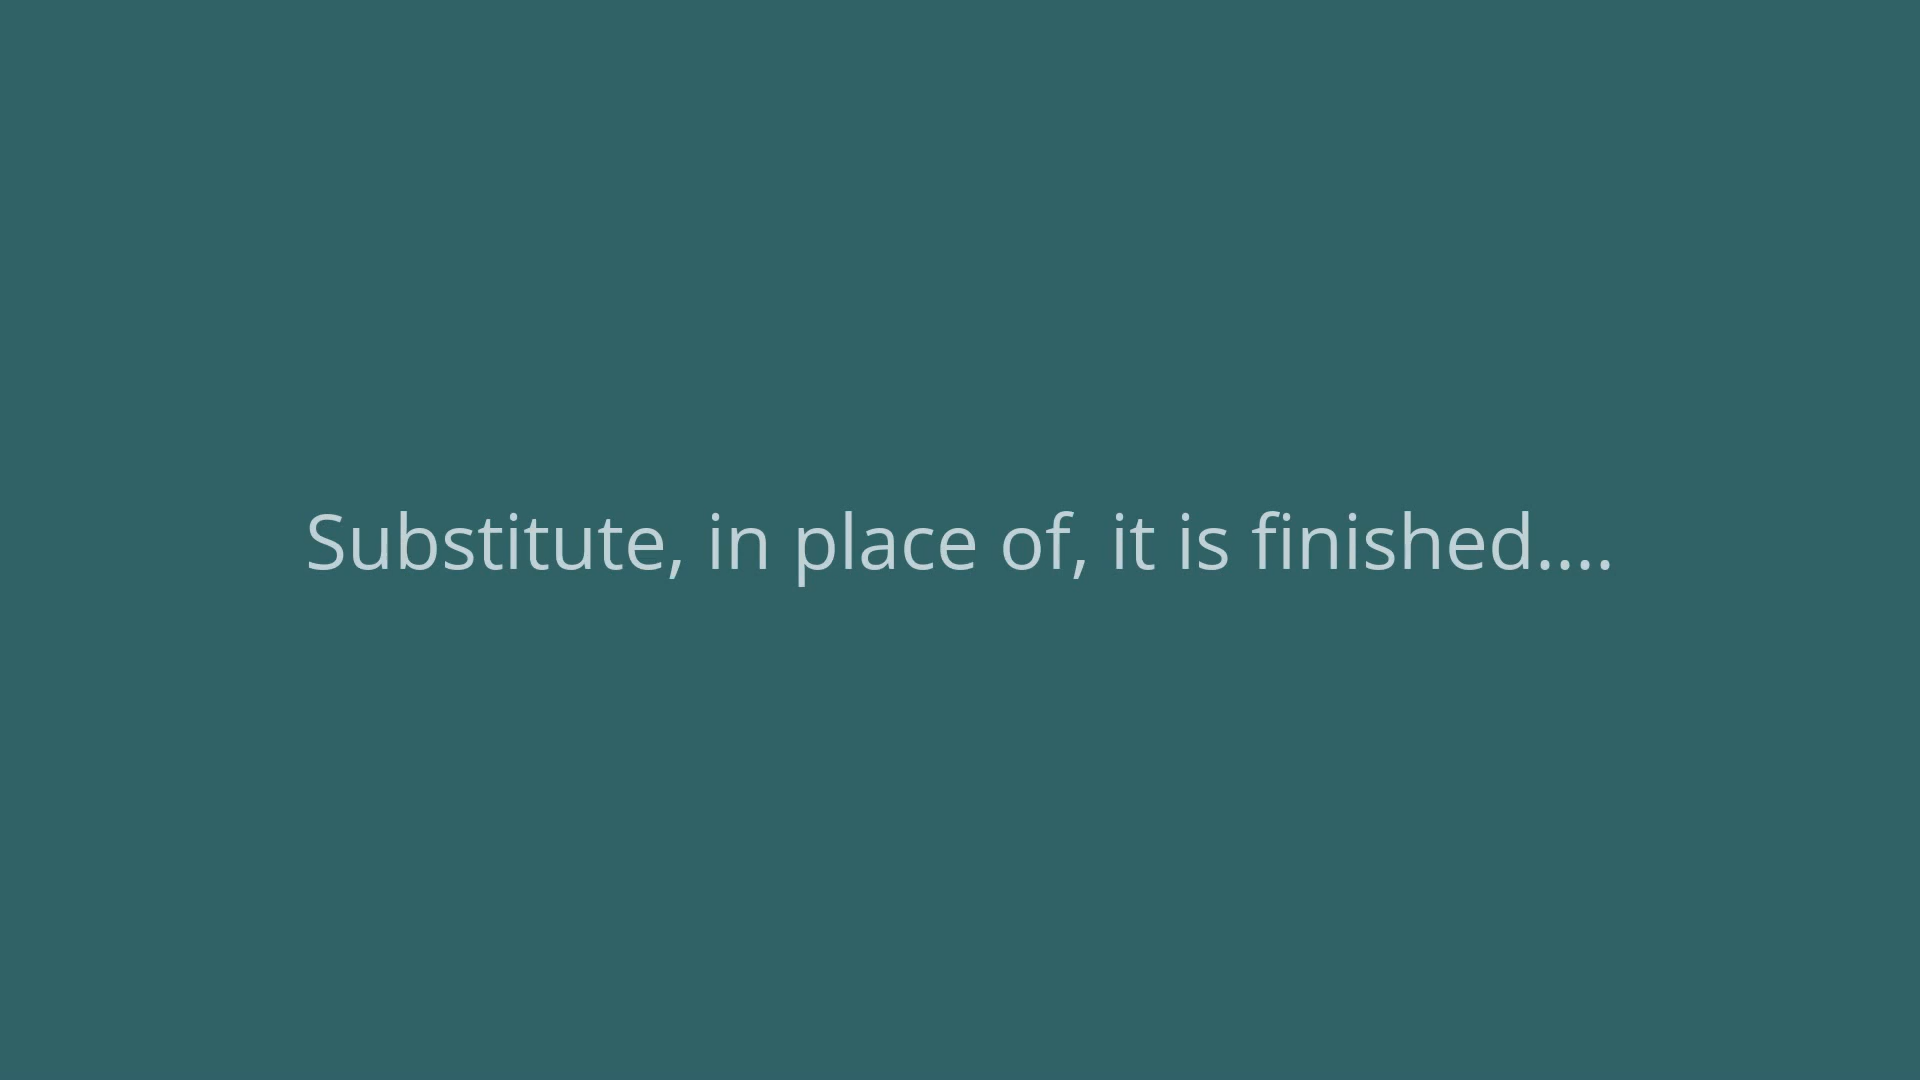 Substitute, in place of, it is finished....